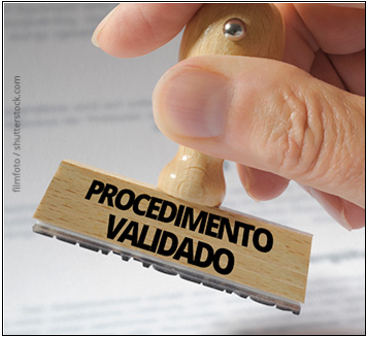 PROCEDIMENTO
VALIDADO
filmfoto / shutterstock.com